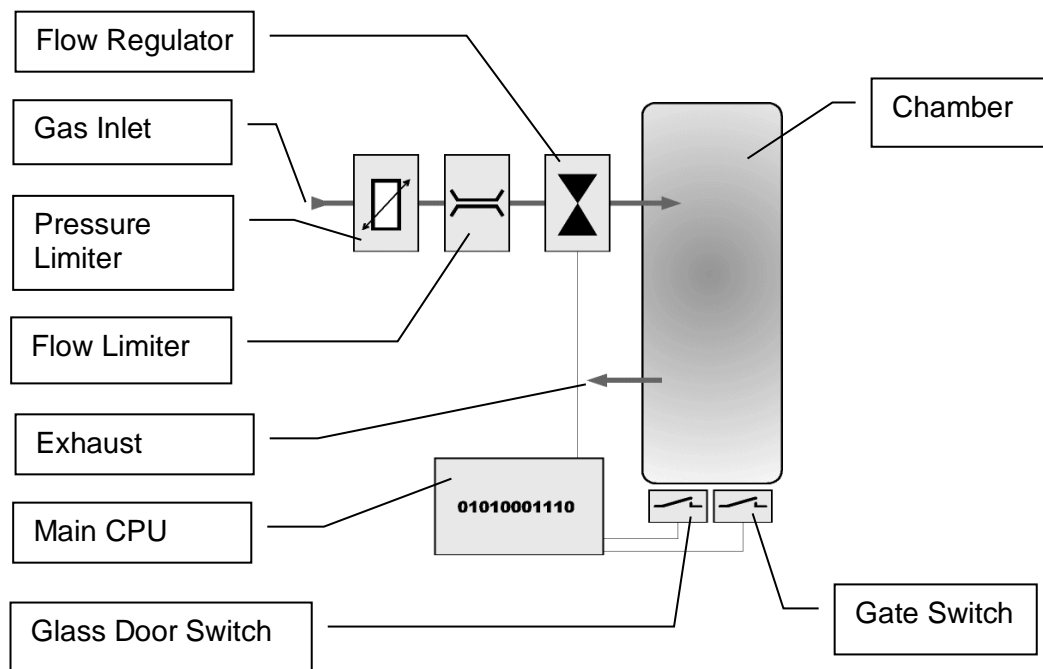 Flow Regulator
Gas Inlet
Chamber
Pressure
Limiter
Flow Limiter
Exhaust
01010001110
Main CPU
Glass Door Switch
Gate Switch